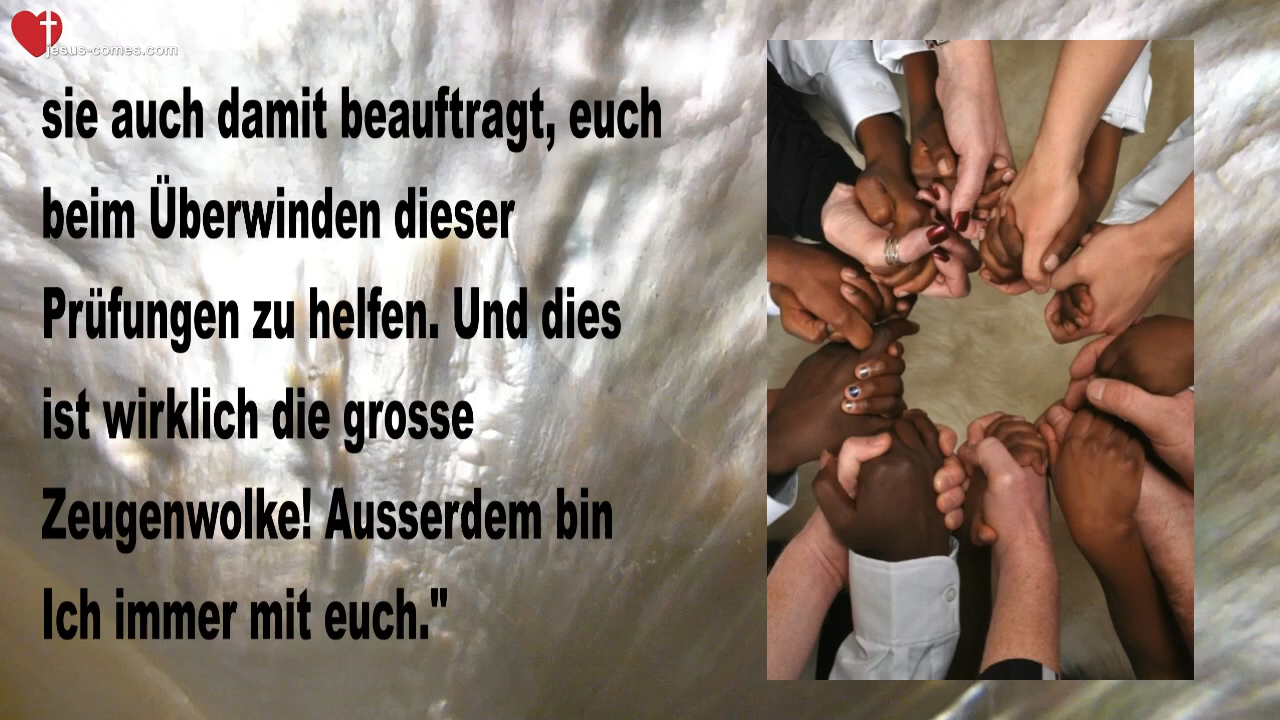 jesus-comes.com
sie auch damit beauftragt, euch
beim Überwinden dieser
Prüfungen zu helfen. Und dies
ist wirklich die grosse
Zeugenwolke! Ausserdem bin
Ich immer mit euch."